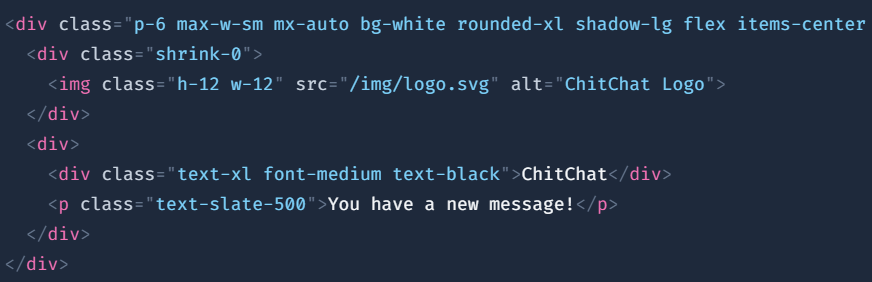 <div class="p-6 max-w-sm mx-auto bg-white rounded-xl shadow-lg flex items-center
<div class="shrink-0">
<img class="h-12 w-12" src="/img/logo.svg" alt="ChitChat Logo">
</div>
<div>
<div class="text-xl font-medium text-black">ChitChat</div>
<p class="text-slate-500">You have a new message!</p>
</div>
</div>